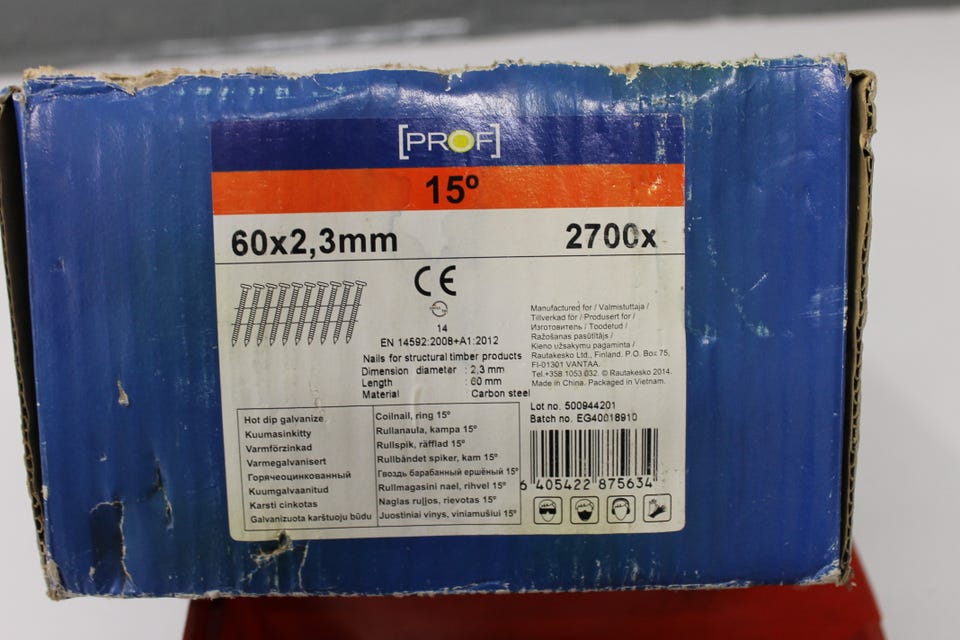 [PROF]
15º
60x2,3mm
2700x
CE
14
EN 14592:2008+A1:2012
Nails for structural timber products
Dimension diameter : 2,3 mm
Length : 60 mm
Material : Carbon steel
Manufactured for / Valmistuttaja /
Tillverkad för / Produsert for /
Изготовитель / Toodetud /
Ražošanas pasūtītājs /
Kieno užsakymu pagaminta /
Rautakesko Ltd., Finland. P.O. Box 75,
FI-01301 VANTAA.
Tel.+358 1053 032. © Rautakesko 2014.
Made in China. Packaged in Vietnam.
Lot no. 500944201
Batch no. EG40018910
Hot dip galvanize
Kuumasinkitty
Varmförzinkad
Varmegalvanisert
Горячеоцинкованный
Kuumgalvaanitud
Karsti cinkotas
Galvanizuota karštuoju būdu
Coilnail, ring 15º
Rullanaula, kampa 15º
Rullspik, räfflad 15º
Rullbåndet spiker, kam 15º
Гвоздь барабанный ершёный 15º
Rullmagasini nael, rihvel 15º
Naglas ruļļos, rievotas 15º
Juostiniai vinys, viniamušiui 15º
6 405422 875634